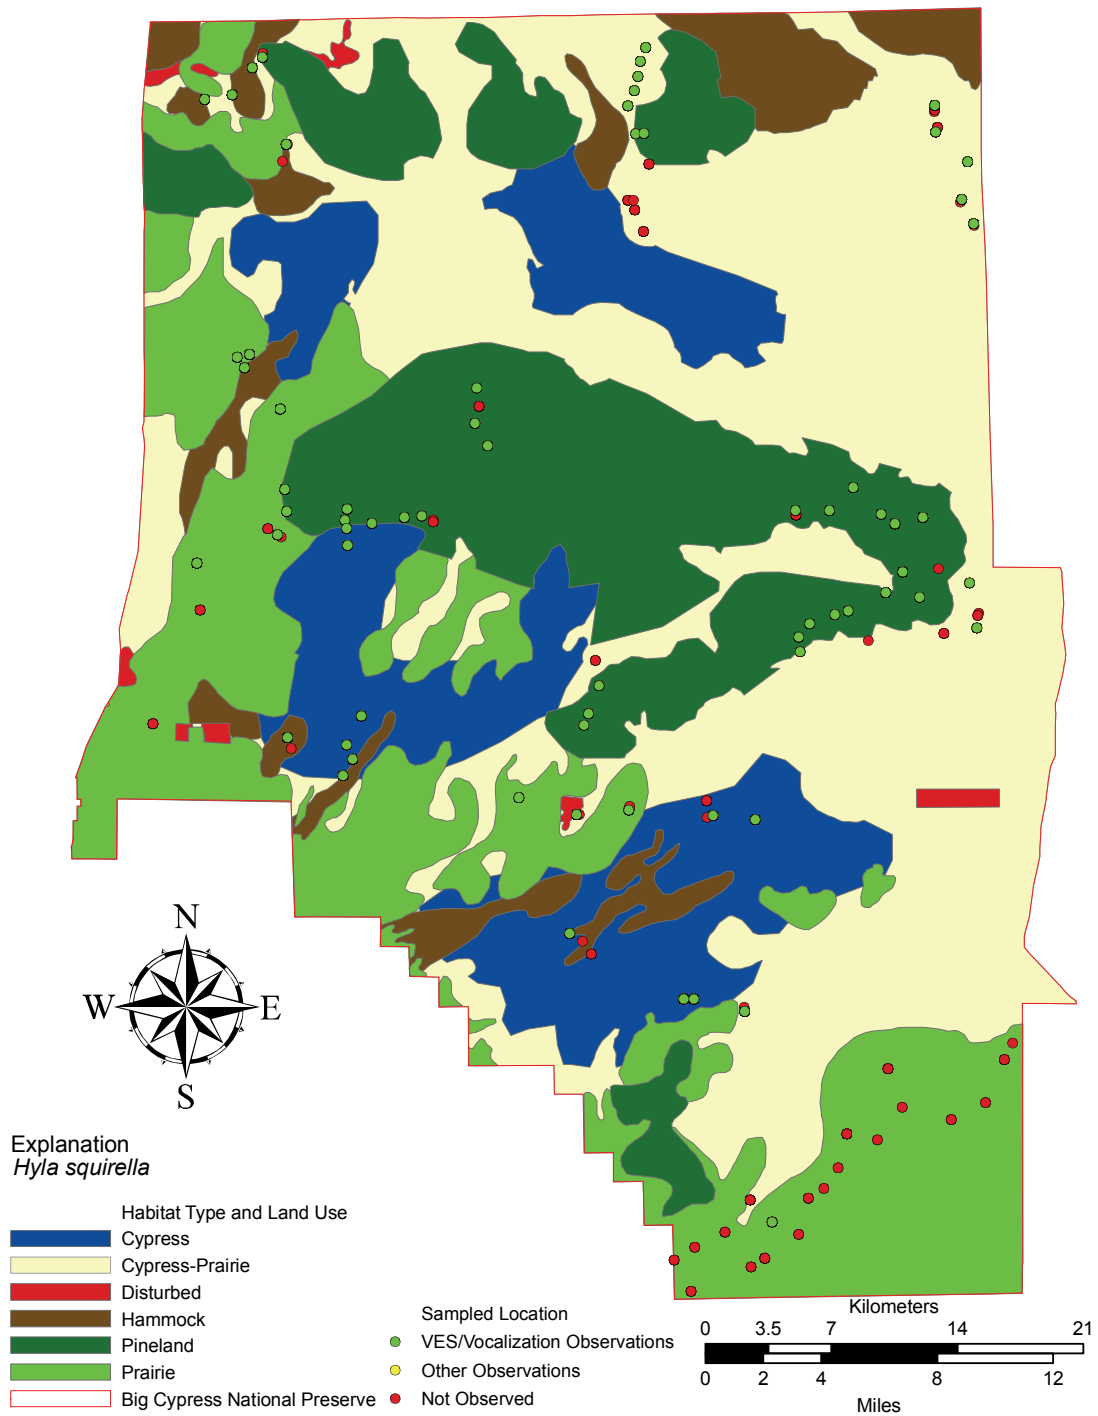 N
W E
S
Explanation
Hyla squirella
Habitat Type and Land Use
Cypress
Cypress-Prairie
Disturbed
Hammock
Pineland
Prairie
Big Cypress National Preserve
Sampled Location
VES/Vocalization Observations
Other Observations
Not Observed
Kilometers
0 3.5 7 14 21
0 2 4 8 12
Miles